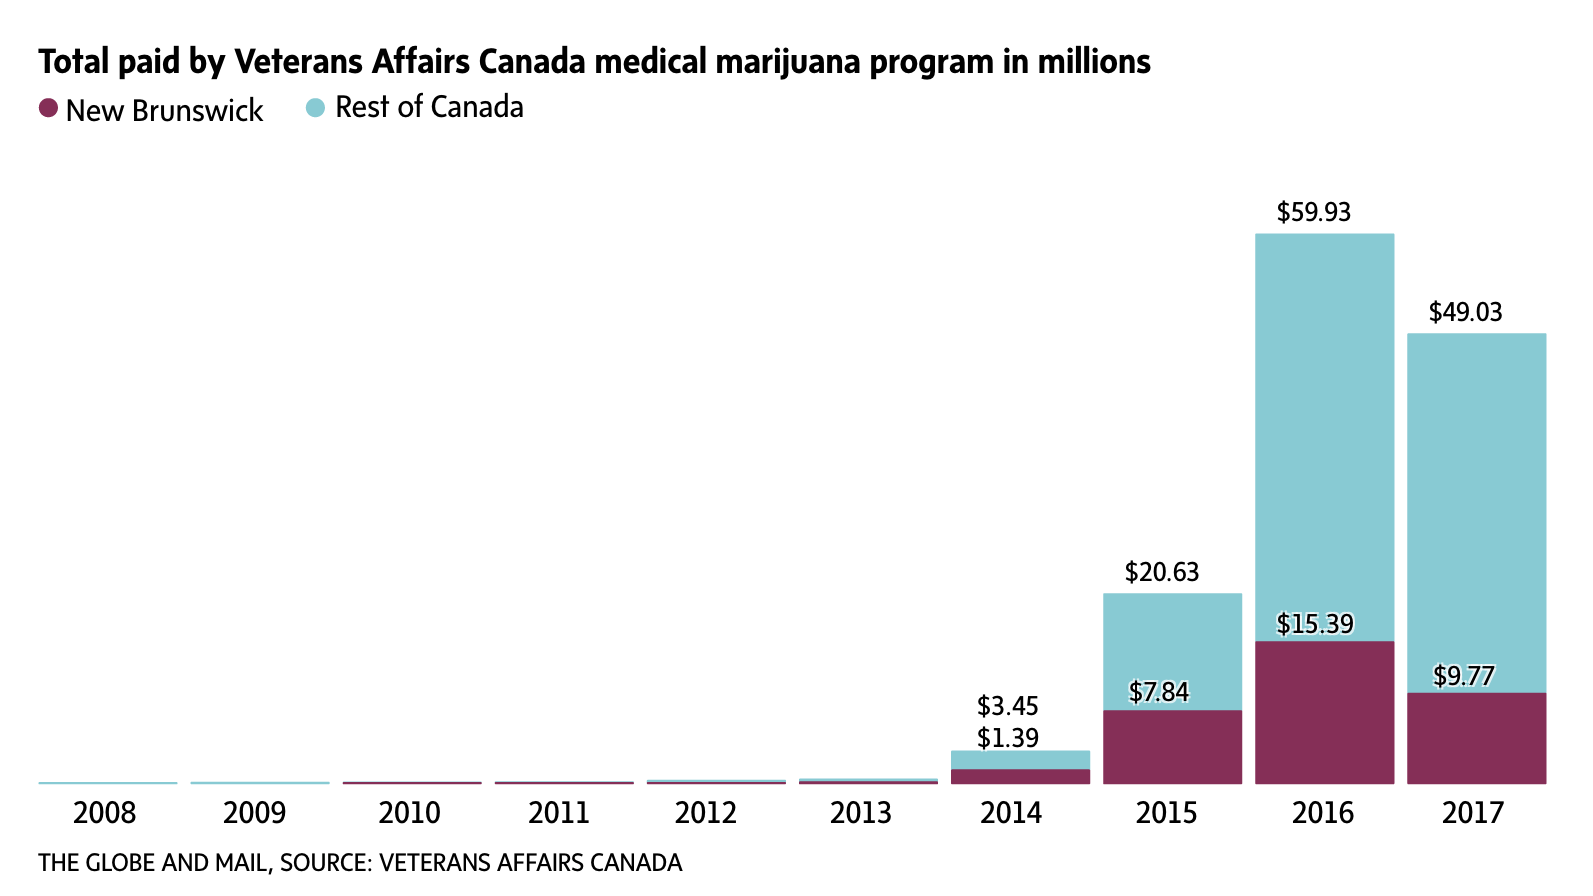 Total paid by Veterans Affairs Canada medical marijuana program in millions
New Brunswick Rest of Canada
$59.93
$49.03
$20.63
$15.39
$9.77
$7.84
$3.45
$1.39
2008 2009 2010 2011 2012 2013 2014 2015 2016 2017
THE GLOBE AND MAIL, SOURCE: VETERANS AFFAIRS CANADA